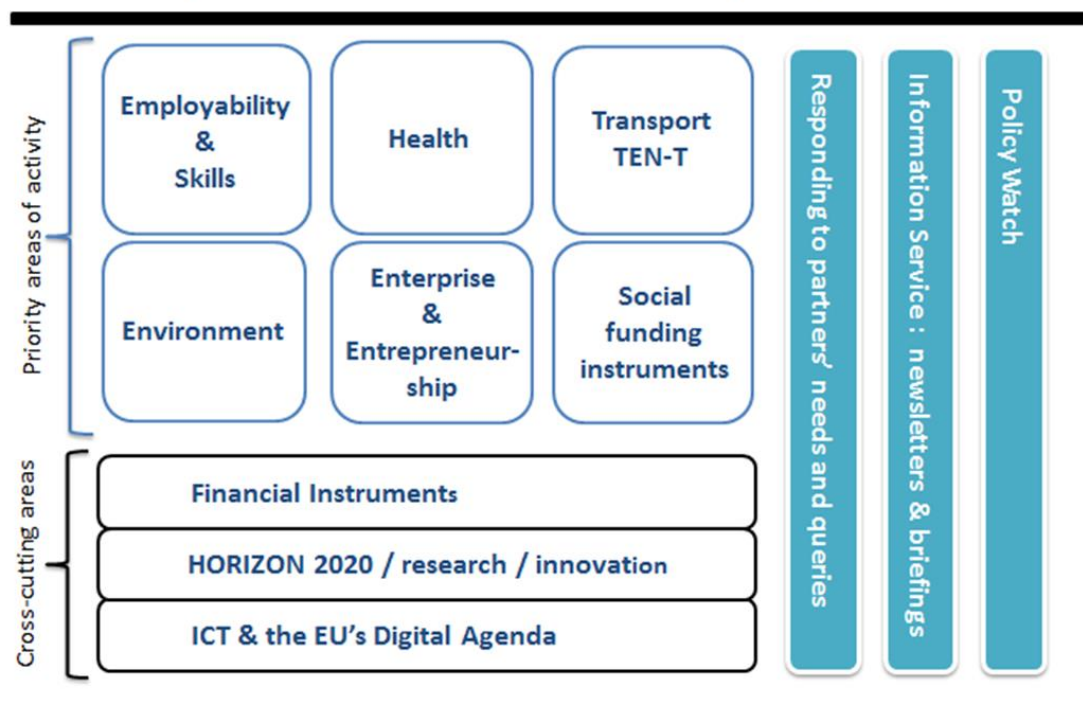 Priority areas of activity
Employability
&
Skills
Health
Transport
TEN-T
Environment
Enterprise
&
Entrepreneur-
ship
Social
funding
instruments
Cross-cutting areas
Financial Instruments
HORIZON 2020 / research / innovation
ICT & the EU's Digital Agenda
Responding to partners' needs and queries
Information Service : newsletters & briefings
Policy Watch